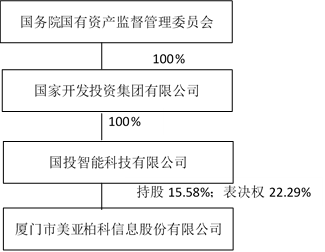 国务院国有资产监督管理委员会
100%
国家开发投资集团有限公司
100%
国投智能科技有限公司
持股 15.58%；表决权 22.29%
厦门市美亚柏科信息股份有限公司